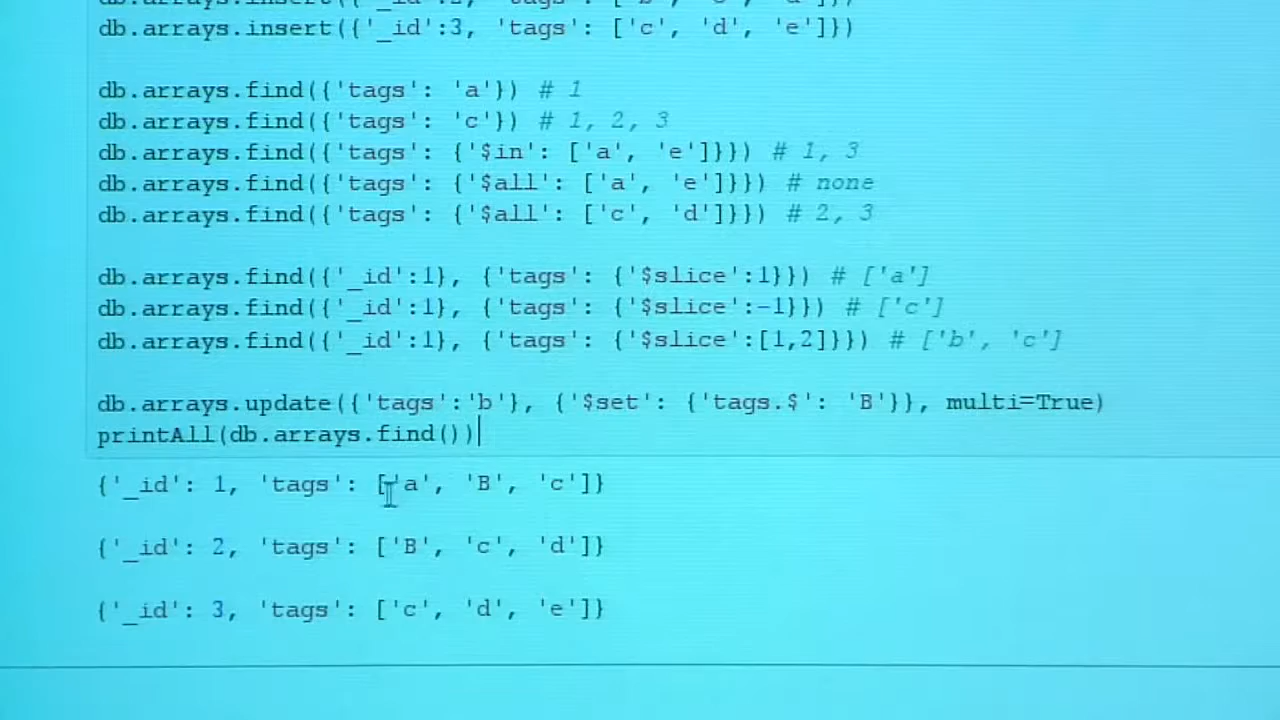 db.arrays.insert({'_id':3, 'tags': ['c', 'd', 'e']})
db.arrays.find({'tags': 'a'}) # 1
db.arrays.find({'tags': 'c'}) # 1, 2, 3
db.arrays.find({'tags': {'$in': ['a', 'e']}}) # 1, 3
db.arrays.find({'tags': {'$all': ['a', 'e']}}) # none
db.arrays.find({'tags': {'$all': ['c', 'd']}}) # 2, 3
db.arrays.find({'_id':1}, {'tags': {'$slice':1}}) # ['a']
db.arrays.find({'_id':1}, {'tags': {'$slice':-1}}) # ['c']
db.arrays.find({'_id':1}, {'tags': {'$slice':[1,2]}}) # ['b', 'c']
db.arrays.update({'tags':'b'}, {'$set': {'tags.$': 'B'}}, multi=True)
printAll(db.arrays.find())
{'_id': 1, 'tags': ['a', 'B', 'c']}
{'_id': 2, 'tags': ['B', 'c', 'd']}
{'_id': 3, 'tags': ['c', 'd', 'e']}